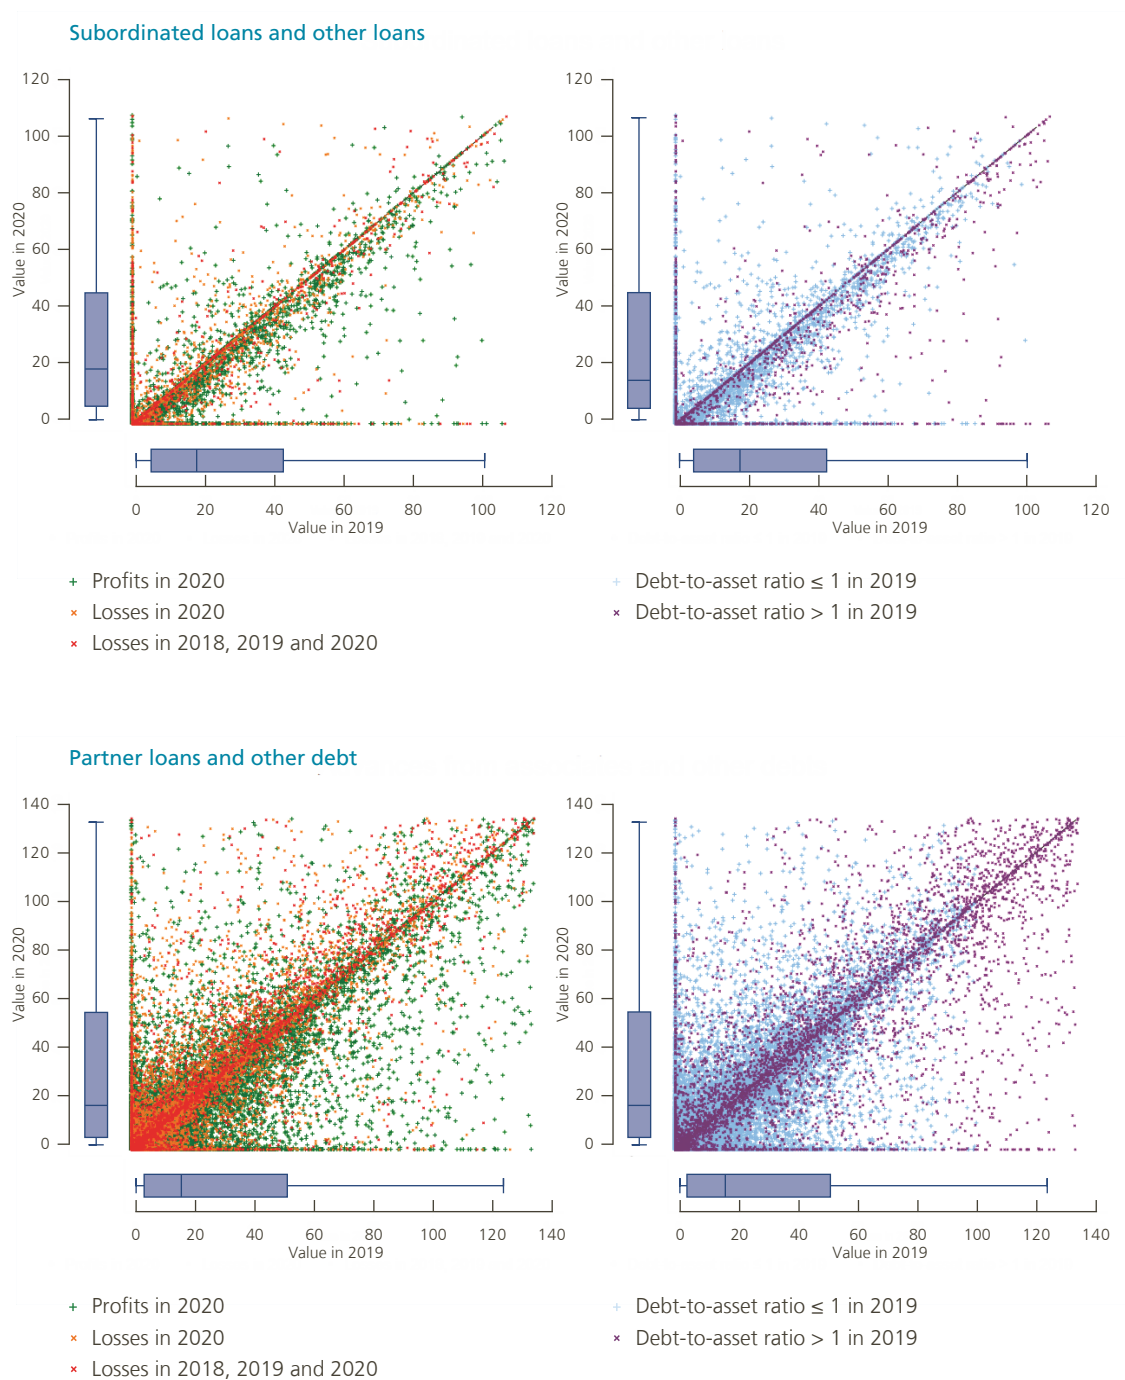 Subordinated loans and other loans
120
100
80
60
40
20
0
Value in 2020
0 20 40 60 80 100 120
Value in 2019
120
100
80
60
40
20
0
Value in 2020
0 20 40 60 80 100 120
Value in 2019
+ Profits in 2020
× Losses in 2020
× Losses in 2018, 2019 and 2020
+ Debt-to-asset ratio ≤ 1 in 2019
× Debt-to-asset ratio > 1 in 2019
Partner loans and other debt
140
120
100
80
60
40
20
0
Value in 2020
0 20 40 60 80 100 120 140
Value in 2019
140
120
100
80
60
40
20
0
Value in 2020
0 20 40 60 80 100 120 140
Value in 2019
+ Profits in 2020
× Losses in 2020
× Losses in 2018, 2019 and 2020
+ Debt-to-asset ratio ≤ 1 in 2019
× Debt-to-asset ratio > 1 in 2019